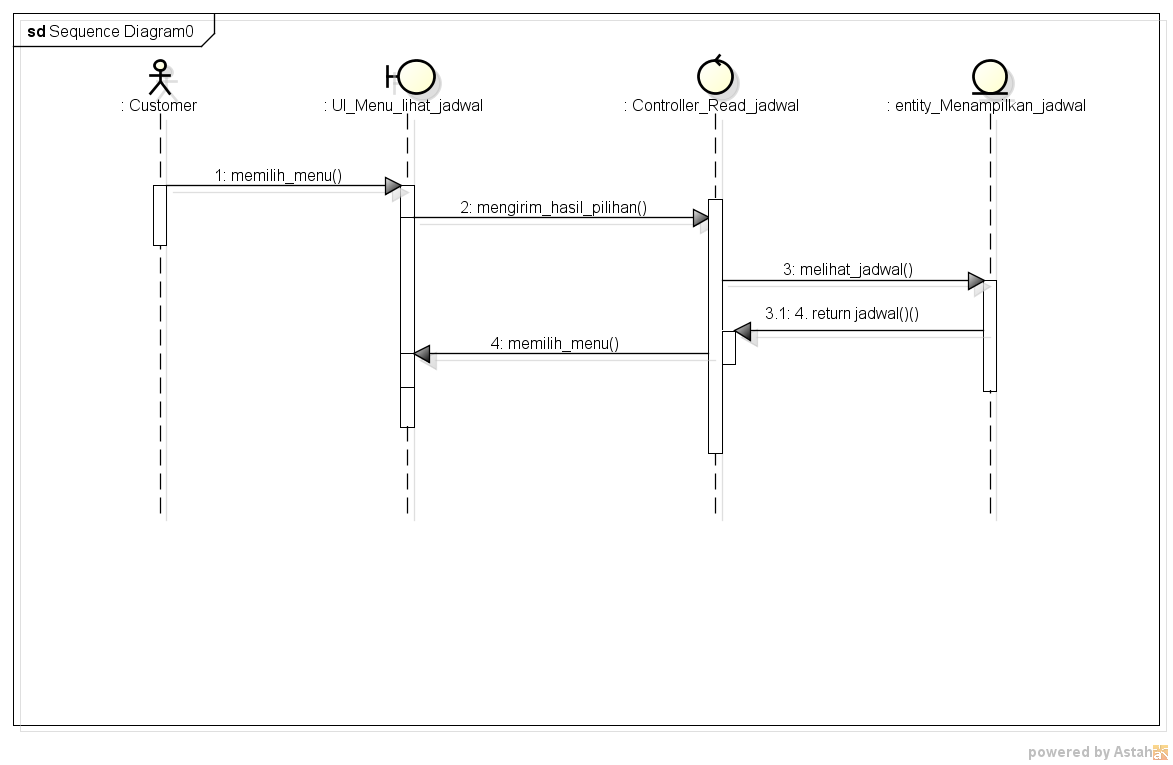 sd Sequence Diagram0
: Customer
: UI_Menu_lihat_jadwal
: Controller_Read_jadwal
: entity_Menampilkan_jadwal
1: memilih_menu()
2: mengirim_hasil_pilihan()
3: melihat_jadwal()
3.1: 4. return jadwal()()
4: memilih_menu()
powered by Astah